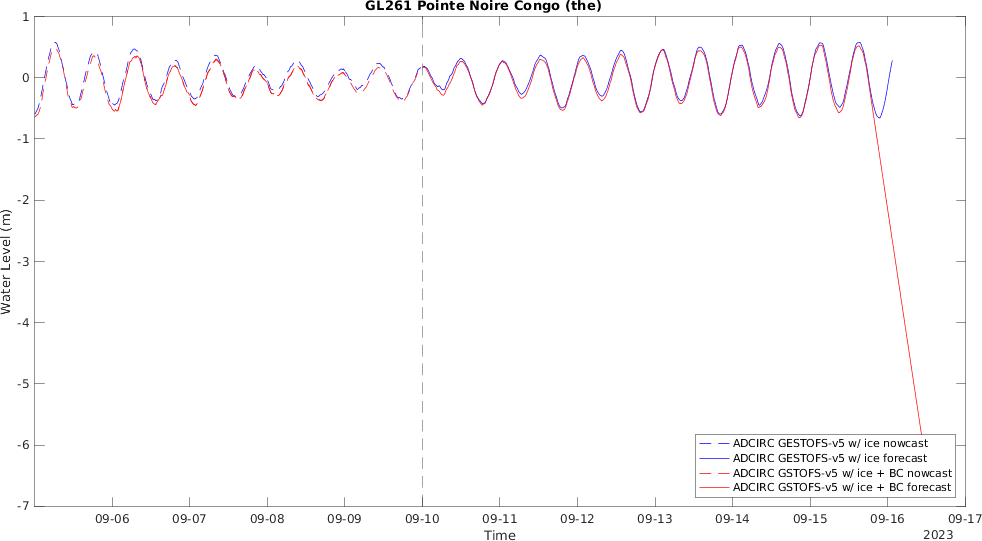 GL261 Pointe Noire Congo (the)
Water Level (m)
1
0
-1
-2
-3
-4
-5
-6
-7
ADCIRC GESTOFS-v5 w/ ice nowcast
ADCIRC GESTOFS-v5 w/ ice forecast
ADCIRC GSTOFS-v5 w/ ice + BC nowcast
ADCIRC GSTOFS-v5 w/ ice + BC forecast
09-06 09-07 09-08 09-09 09-10 09-11 09-12 09-13 09-14 09-15 09-16 09-17
Time
2023